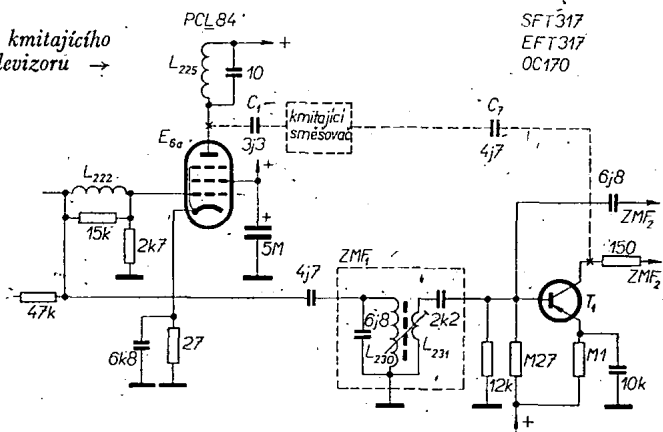 kmitajícího
levizoru →
PCL84
SFT317
EFT317
OC170
+
L225
10
C1
3j3
kmitající
směšovač
C7
4j7
E6a
L222
15k
2k7
+
+
5M
6j8
ZMF2
150
ZMF2
4j7
ZMF1
6j8
2k2
L230
L231
T1
47k
6k8
27
12k
M27
M1
10k
+